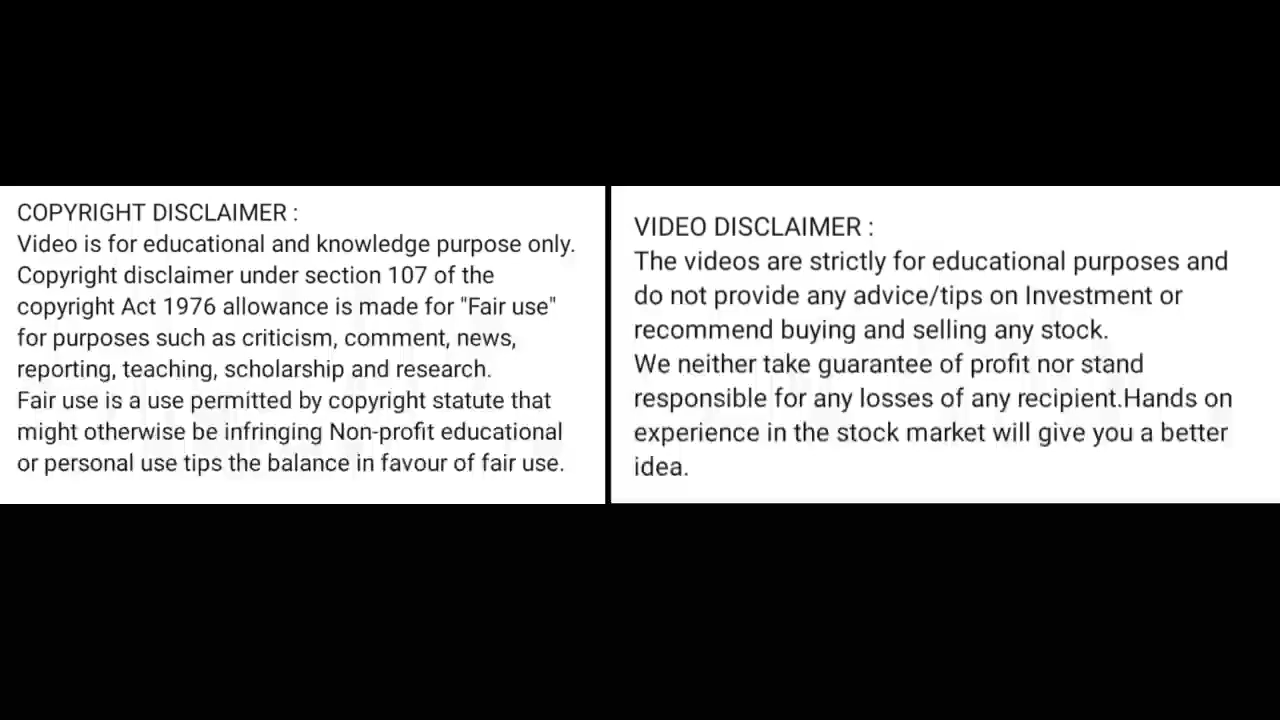 COPYRIGHT DISCLAIMER :
Video is for educational and knowledge purpose only.
Copyright disclaimer under section 107 of the
copyright Act 1976 allowance is made for "Fair use"
for purposes such as criticism, comment, news,
reporting, teaching, scholarship and research.
Fair use is a use permitted by copyright statute that
might otherwise be infringing Non-profit educational
or personal use tips the balance in favour of fair use.
VIDEO DISCLAIMER :
The videos are strictly for educational purposes and
do not provide any advice/tips on Investment or
recommend buying and selling any stock.
We neither take guarantee of profit nor stand
responsible for any losses of any recipient.Hands on
experience in the stock market will give you a better
idea.